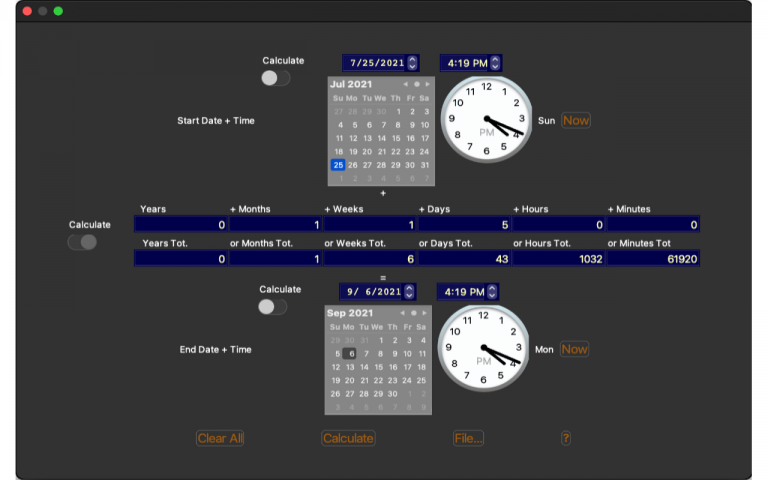 Calculate
7/25/2021
4:19 PM
Jul 2021
Su Mo Tu We Th Fr Sa
27 28 29 30 1 2 3
4 5 6 7 8 9 10
11 12 13 14 15 16 17
18 19 20 21 22 23 24
25 26 27 28 29 30 31
1 2 3 4 5 6 7
12 1 2 3 4 5 6 7 8 9 10 11
PM
Start Date + Time
Sun
Now
+
Years + Months + Weeks + Days + Hours + Minutes
Calculate
0 1 1 5 0 0
Years Tot. or Months Tot. or Weeks Tot. or Days Tot. or Hours Tot. or Minutes Tot
0 1 6 43 1032 61920
=
Calculate
9/ 6/2021
4:19 PM
Sep 2021
Su Mo Tu We Th Fr Sa
29 30 31 1 2 3 4
5 6 7 8 9 10 11
12 13 14 15 16 17 18
19 20 21 22 23 24 25
26 27 28 29 30 1 2
3 4 5 6 7 8 9
12 1 2 3 4 5 6 7 8 9 10 11
PM
End Date + Time
Mon
Now
Clear All
Calculate
File...
?